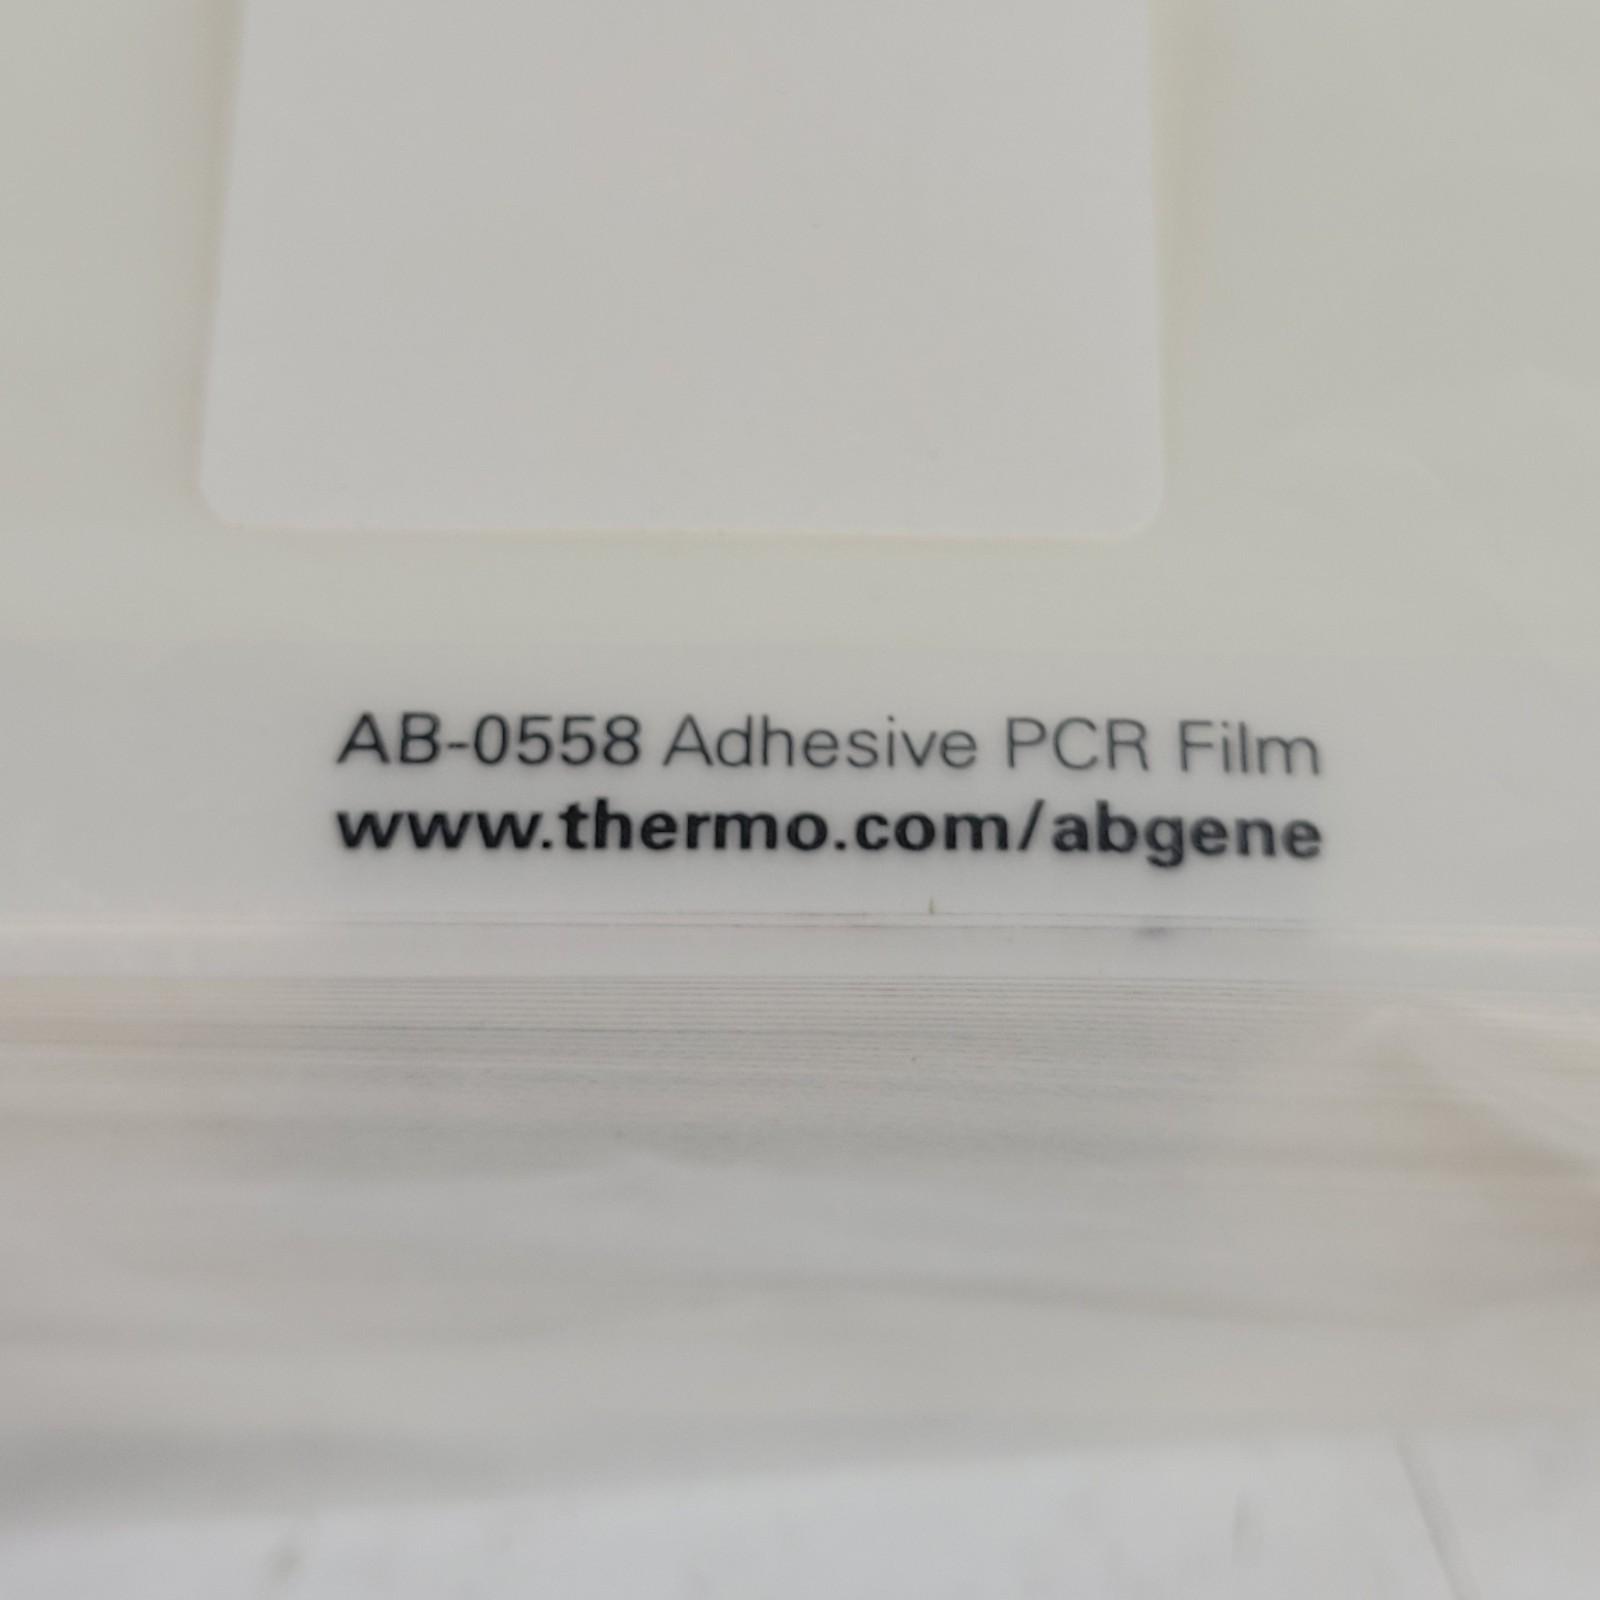 AB-0558 Adhesive PCR Film
www.thermo.com/abgene